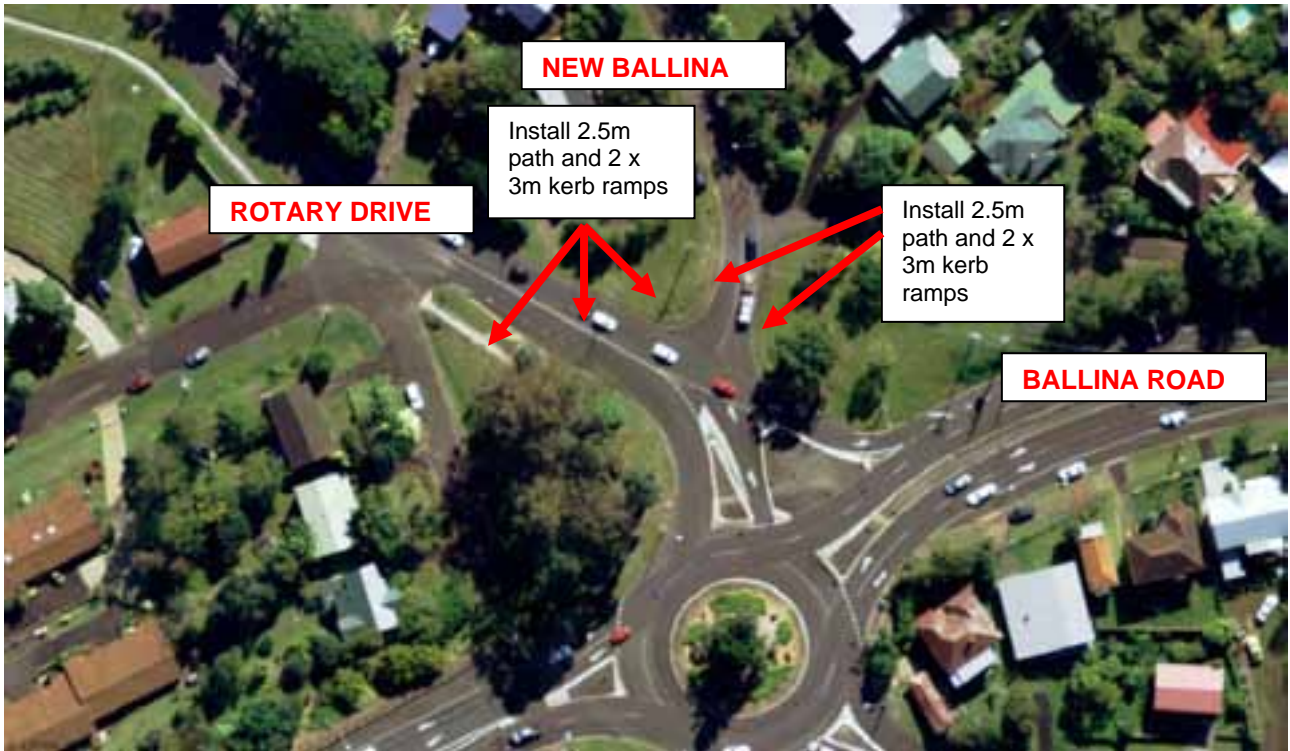 NEW BALLINA
Install 2.5m
path and 2 x
3m kerb ramps
ROTARY DRIVE
Install 2.5m
path and 2 x
3m kerb
ramps
BALLINA ROAD